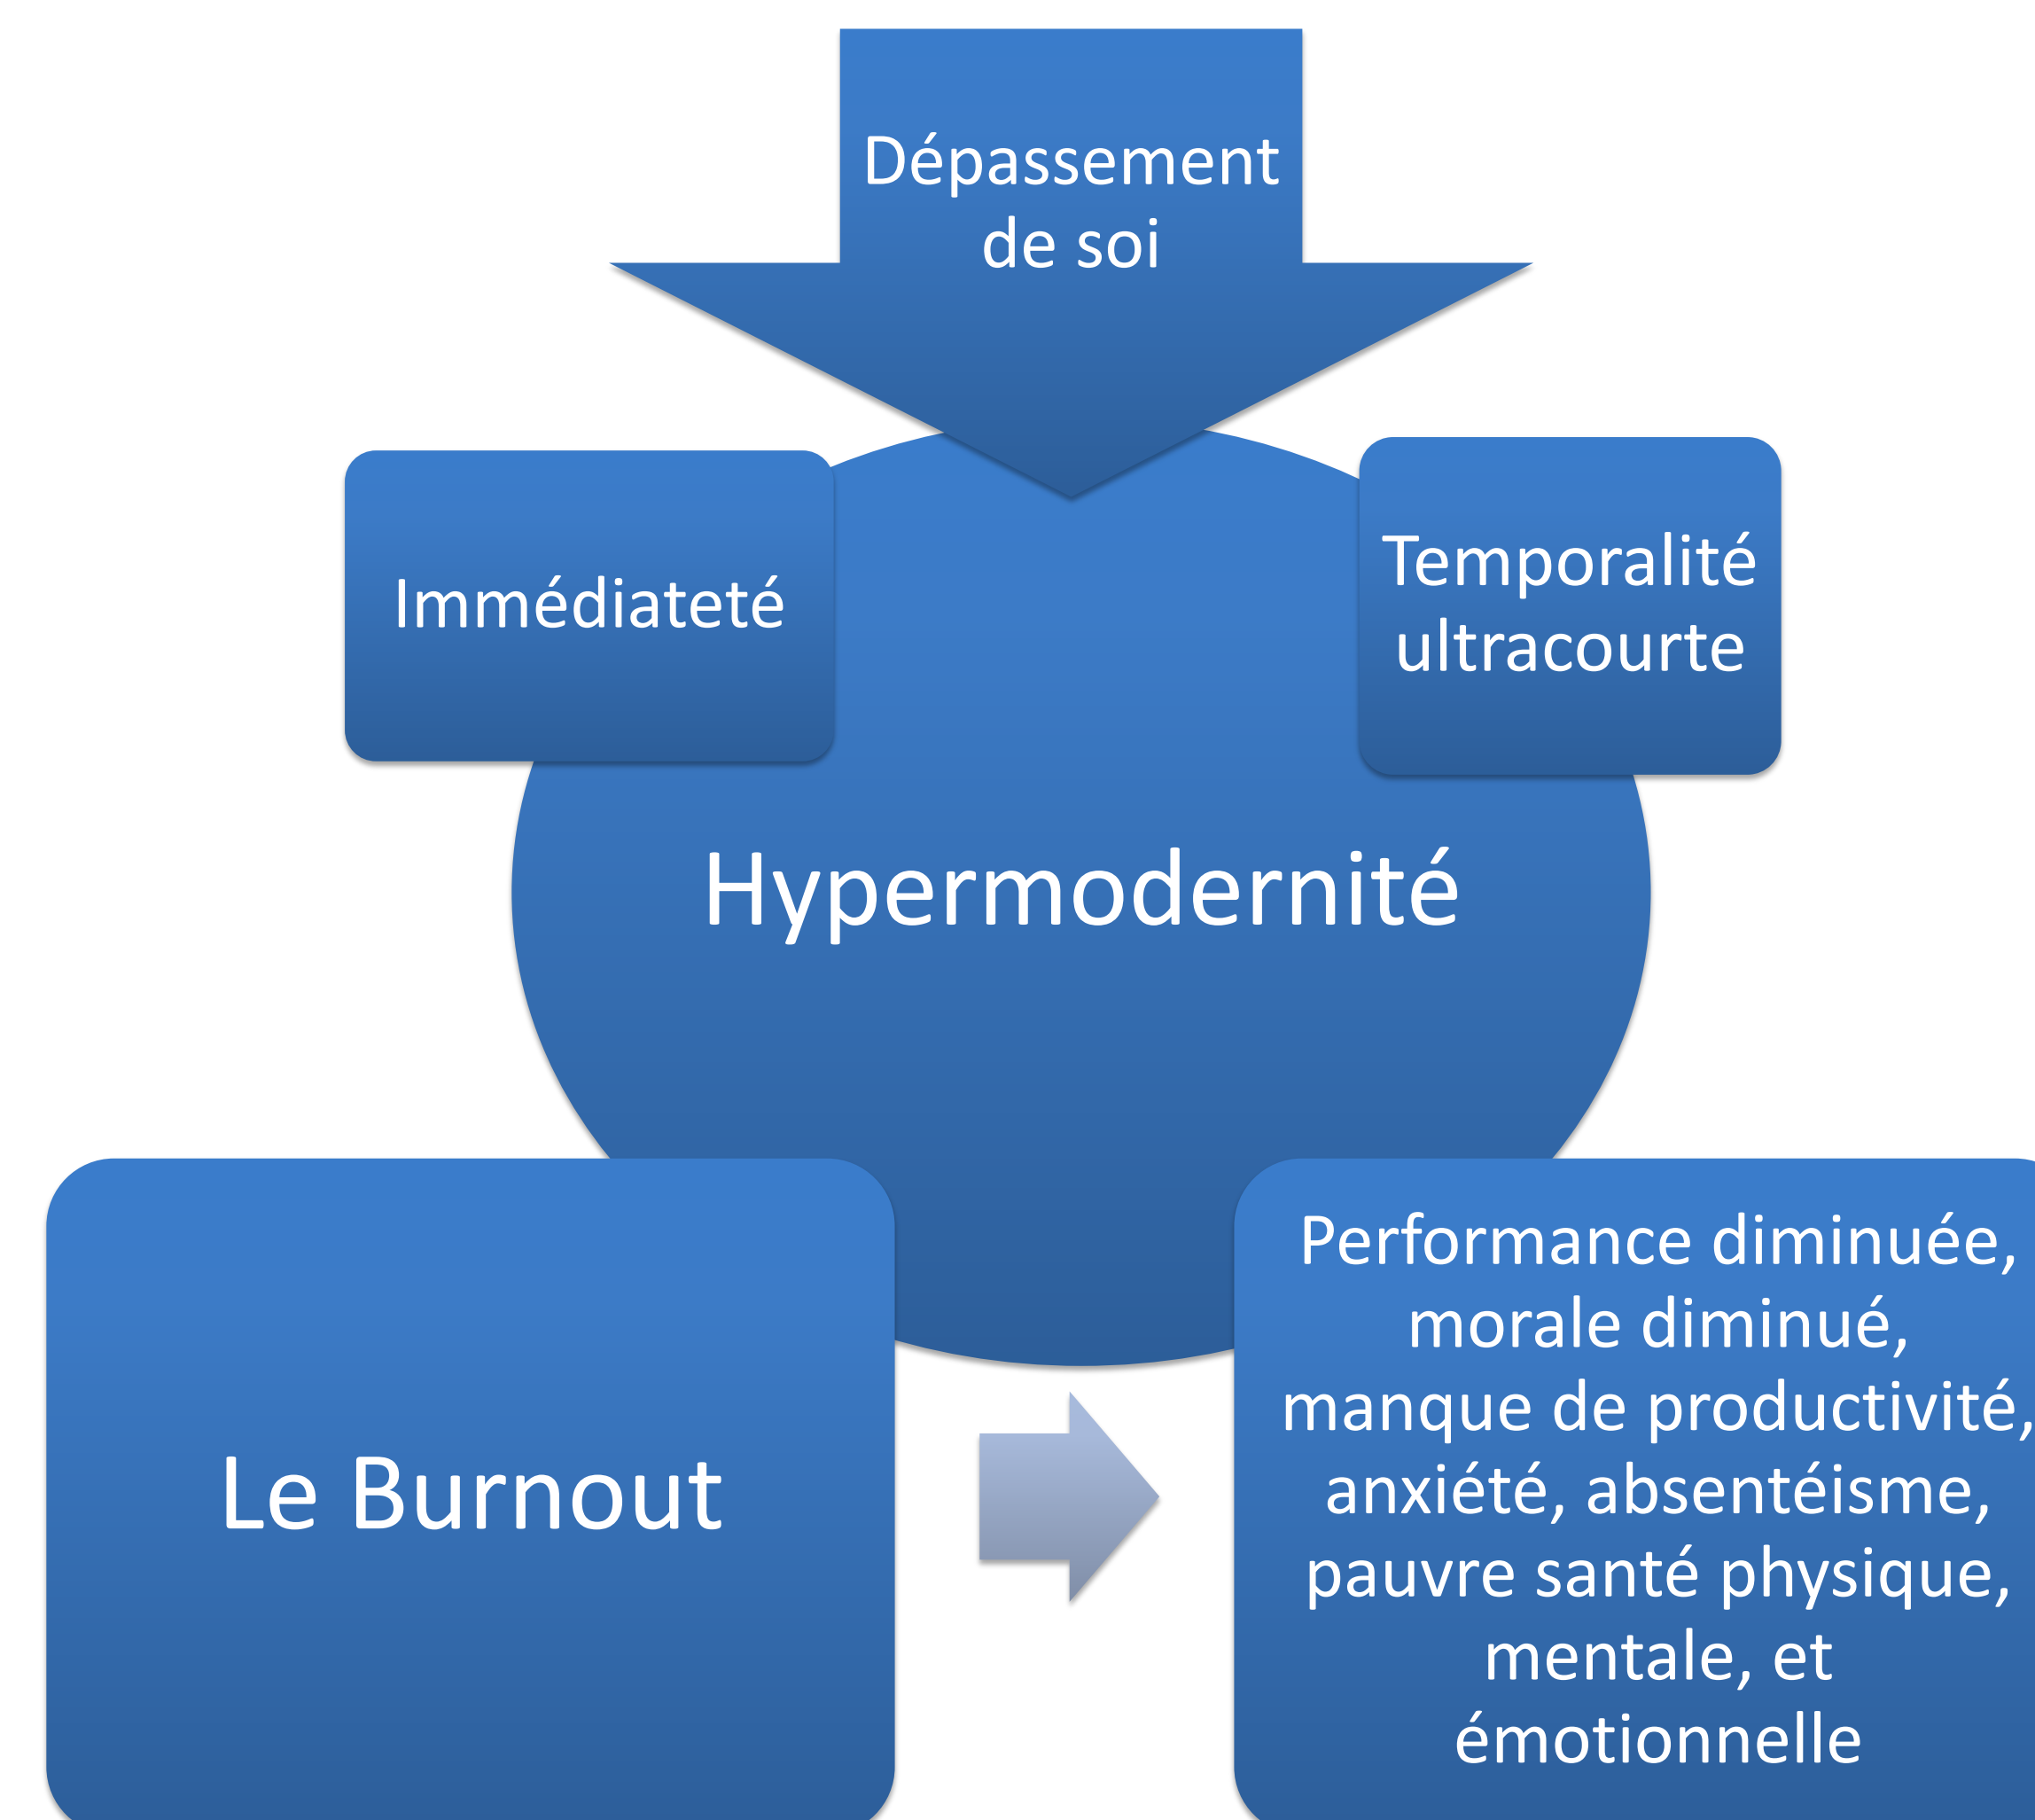 Dépassement
de soi
Immédiateté
Temporalité
ultracourte
Hypermodernité
Le Burnout
Performance diminuée,
morale diminué,
manque de productivité,
anxiété, absentéisme,
pauvre santé physique,
mentale, et
émotionnelle